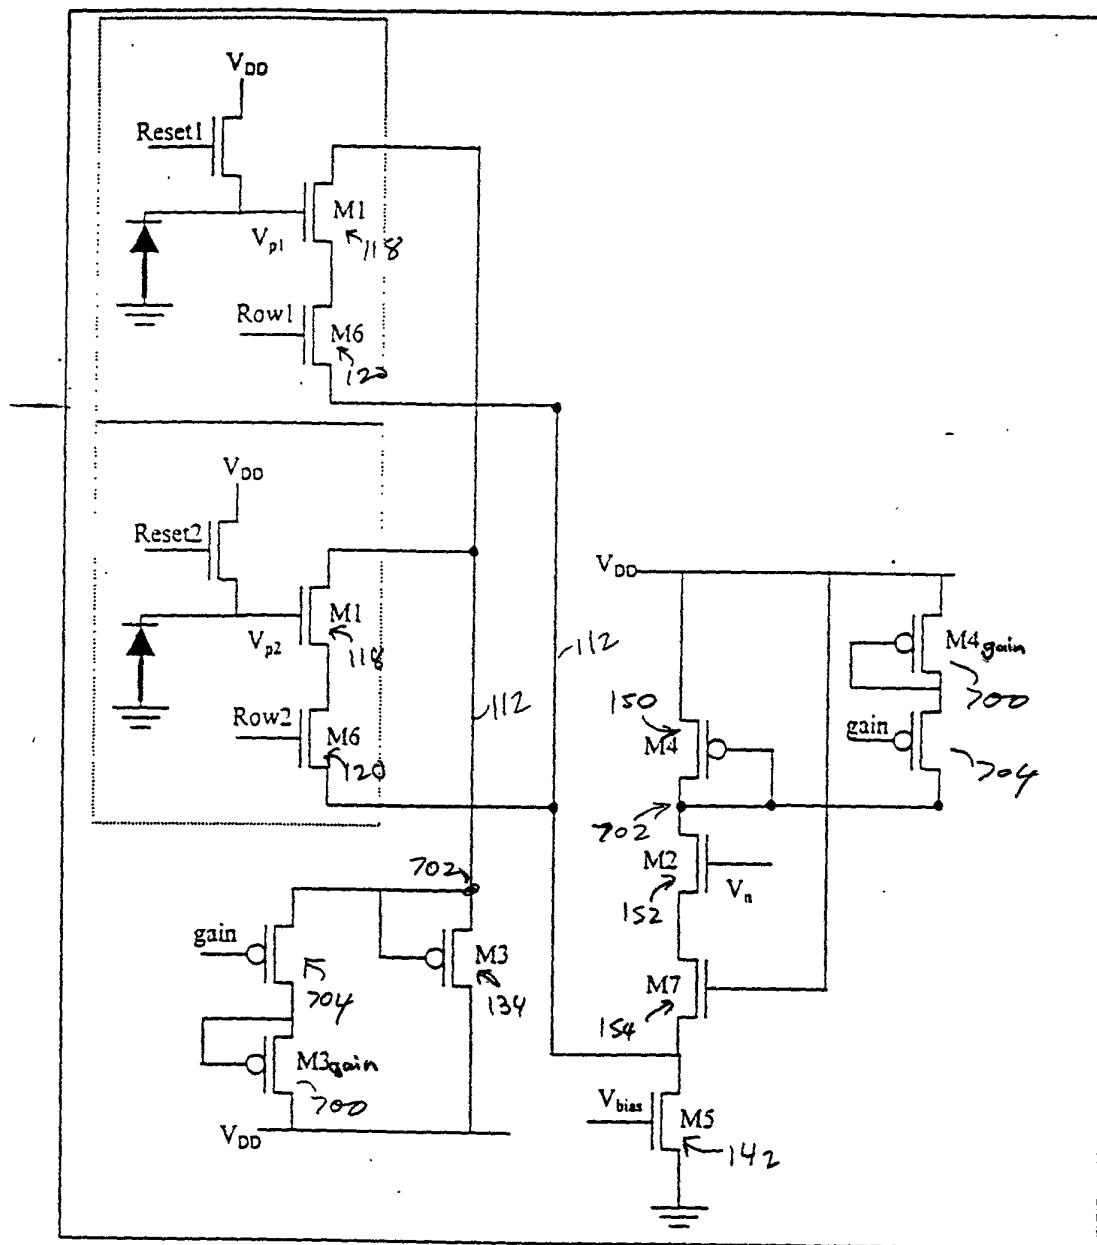 VDD
Reset1
M1
Vp1
118
Row1
M6
120
VDD
Reset2
M1
Vp2
118
Row2
M6
120
112
112
VDD
M4gain
700
150
M4
gain
704
702
M2
Vn
152
M7
154
702
gain
704
M3
134
M3gain
700
VDD
Vbias
M5
142